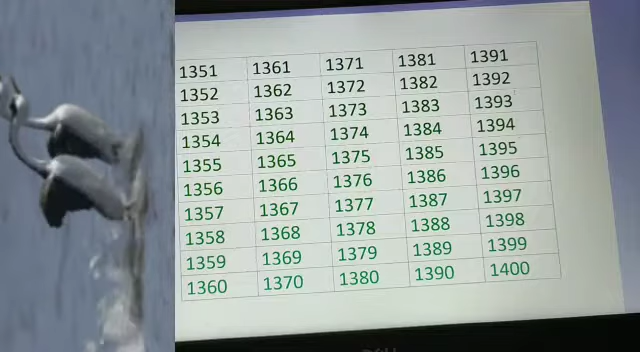 1351 1361 1371 1381 1391
1352 1362 1372 1382 1392
1353 1363 1373 1383 1393
1354 1364 1374 1384 1394
1355 1365 1375 1385 1395
1356 1366 1376 1386 1396
1357 1367 1377 1387 1397
1358 1368 1378 1388 1398
1359 1369 1379 1389 1399
1360 1370 1380 1390 1400